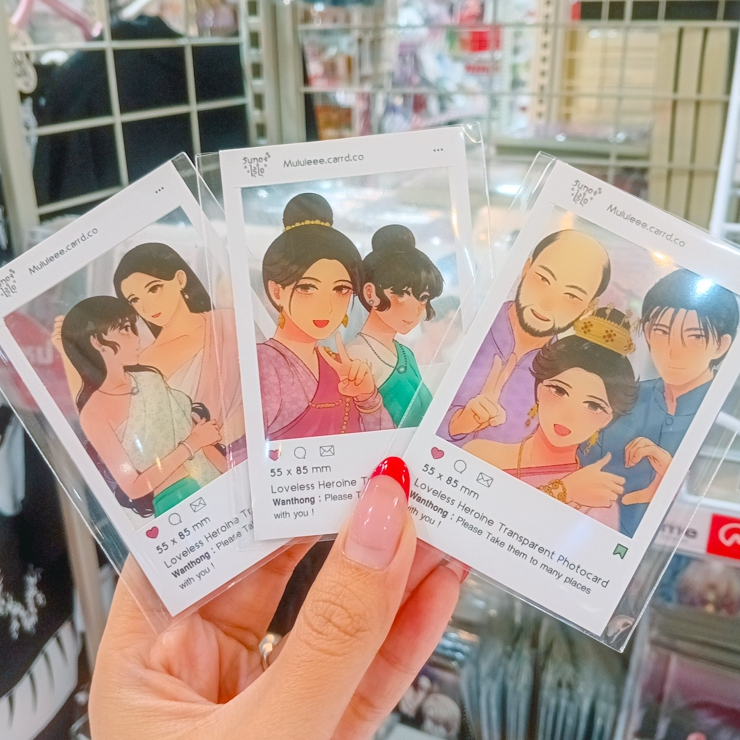 Mululeee.carrd.co
55 x 85 mm
Loveless Heroine
Wanthong : Please
with you !
Mululeee.carrd.co
55 x 85 mm
Loveless Heroine
Wanthong : Please
with you !
Mululeee.carrd.co
55 x 85 mm
Loveless Heroine Transparent Photocard
Wanthong : Please Take them to many places
with you !